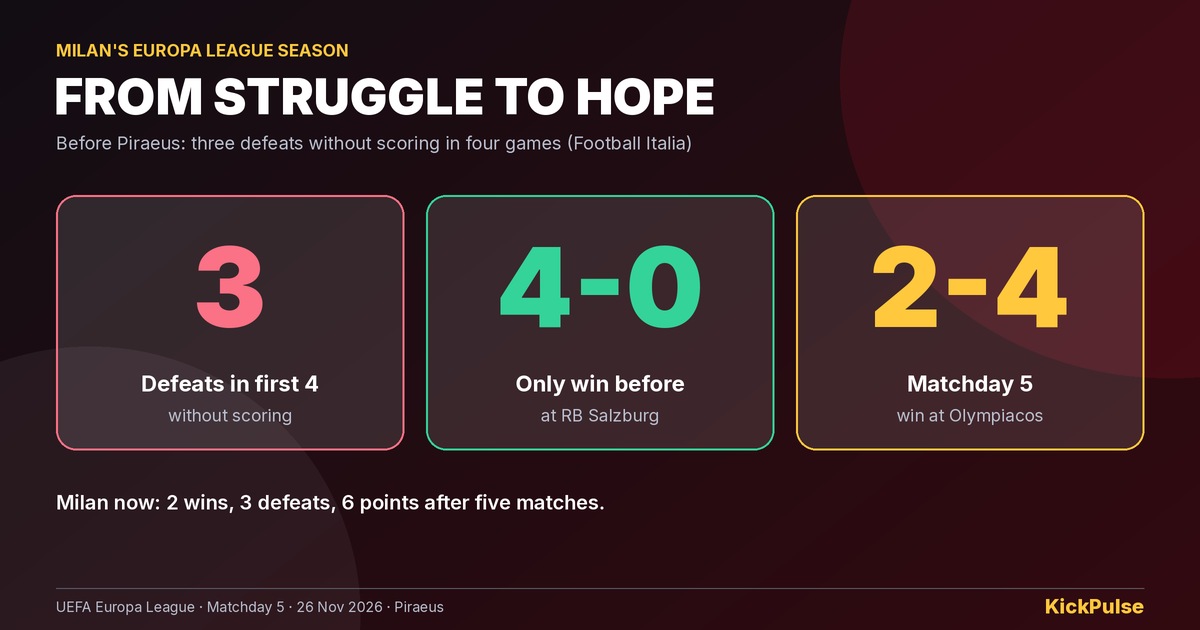 MILAN'S EUROPA LEAGUE SEASON
FROM STRUGGLE TO HOPE
Before Piraeus: three defeats without scoring in four games (Football Italia)
3
Defeats in first 4
without scoring
4-0
Only win before
at RB Salzburg
2-4
Matchday 5
win at Olympiacos
Milan now: 2 wins, 3 defeats, 6 points after five matches.
UEFA Europa League · Matchday 5 · 26 Nov 2026 · Piraeus
KickPulse